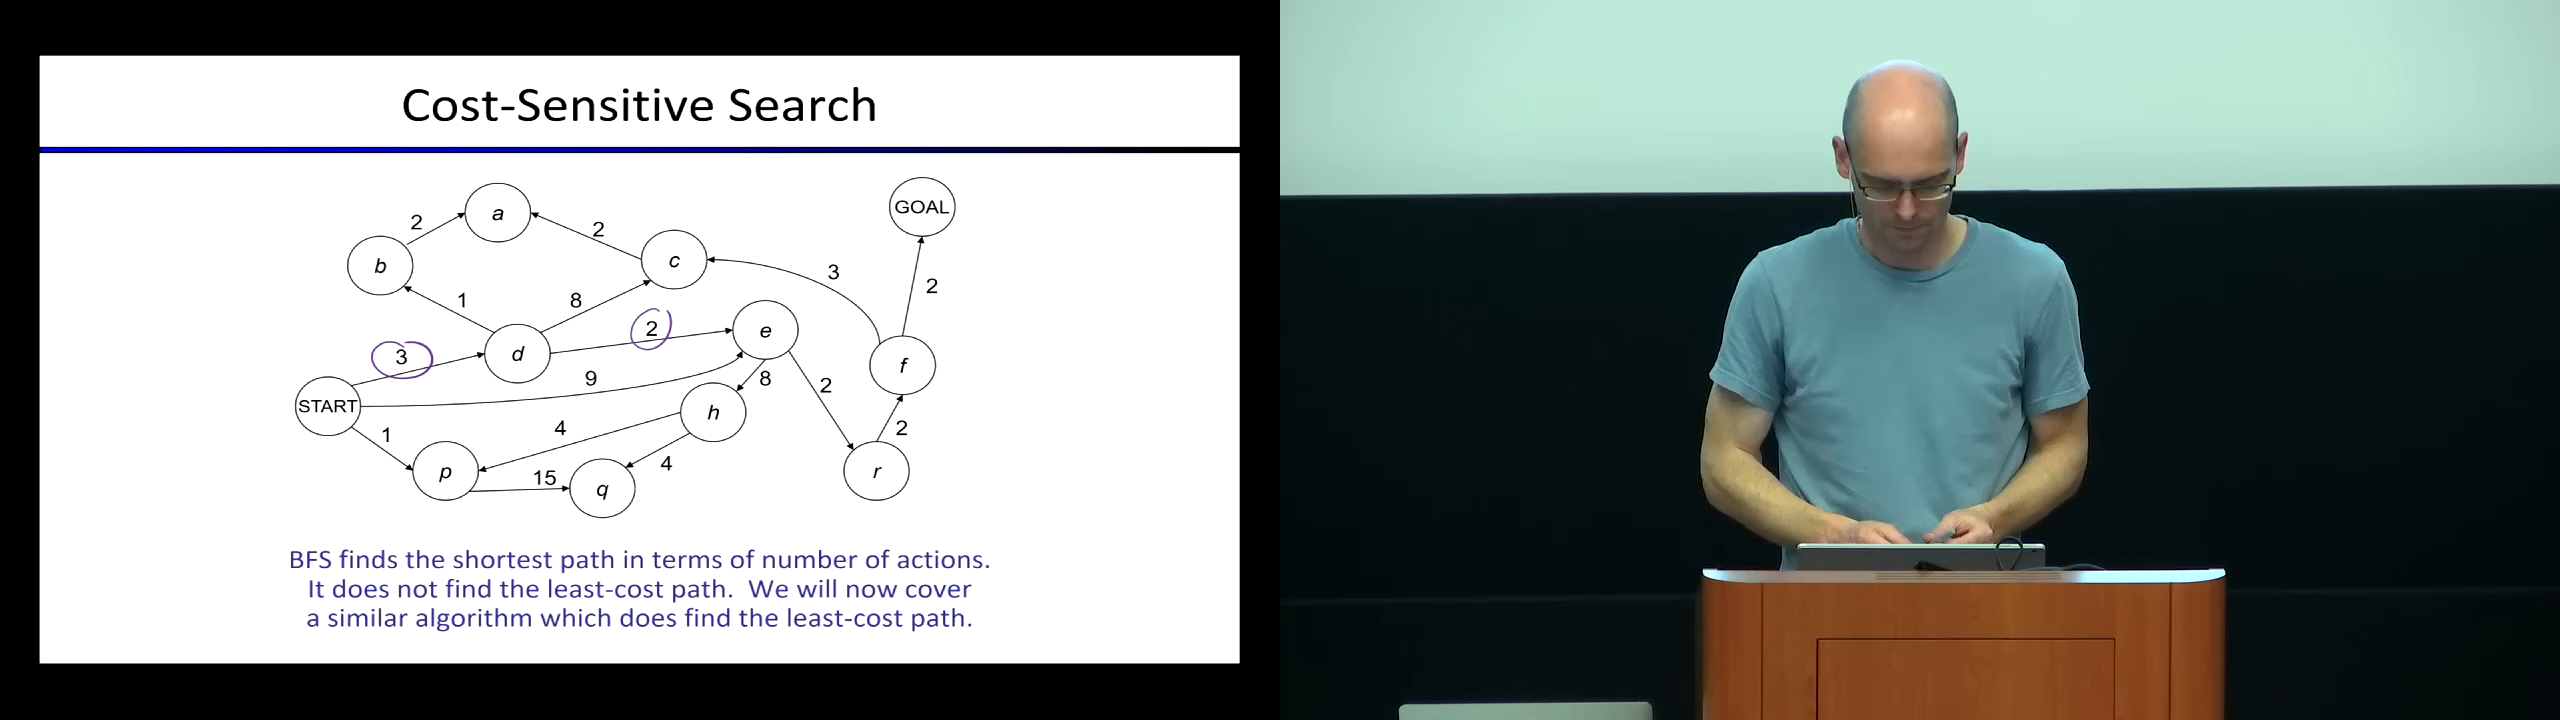 Cost-Sensitive Search
a
GOAL
2
2
b
c
3
2
1
8
2
e
3
d
f
9
8
2
START
h
1
4
2
p
15
q
4
r
BFS finds the shortest path in terms of number of actions.
It does not find the least-cost path. We will now cover
a similar algorithm which does find the least-cost path.